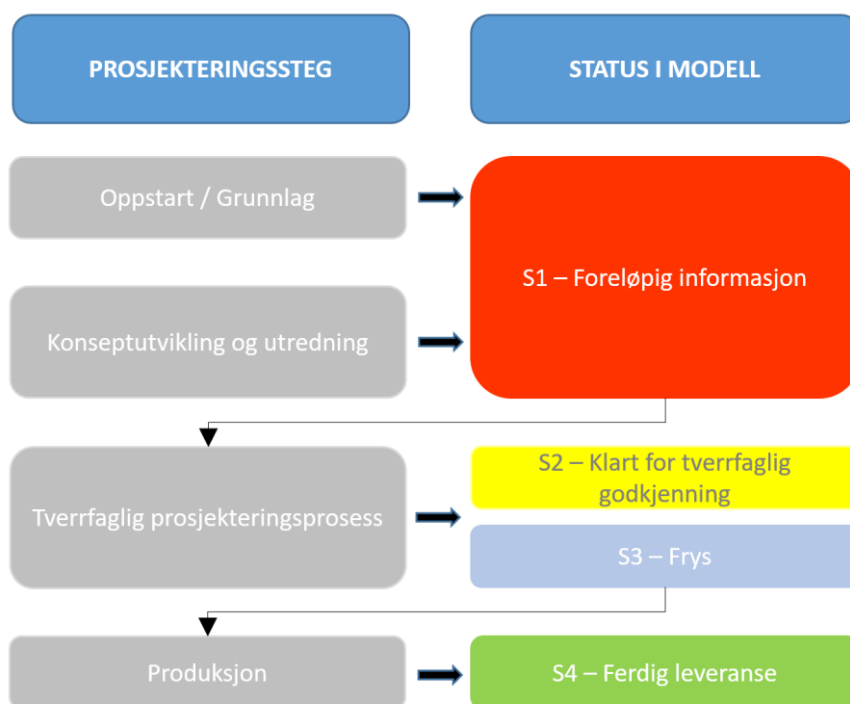 PROSJEKTERINGSSTEG
STATUS I MODELL
Oppstart / Grunnlag
S1 – Foreløpig informasjon
Konseptutvikling og utredning
Tverrfaglig prosjekteringsprosess
S2 – Klart for tverrfaglig
godkjenning
S3 – Frys
Produksjon
S4 – Ferdig leveranse